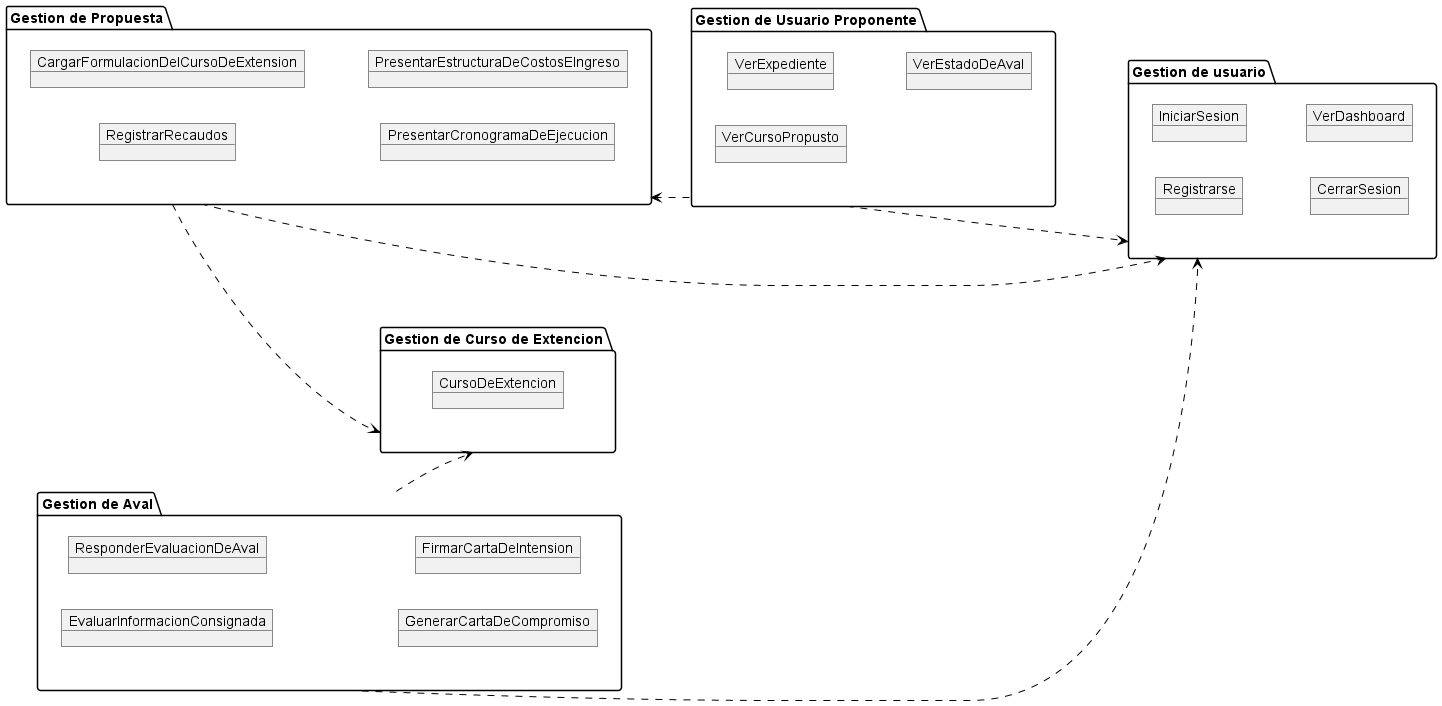 Gestion de Propuesta
CargarFormulacionDelCursoDeExtension
PresentarEstructuraDeCostosEIngreso
RegistrarRecaudos
PresentarCronogramaDeEjecucion
Gestion de Usuario Proponente
VerExpediente
VerEstadoDeAval
VerCursoPropusto
Gestion de usuario
IniciarSesion
VerDashboard
Registrarse
CerrarSesion
Gestion de Curso de Extencion
CursoDeExtencion
Gestion de Aval
ResponderEvaluacionDeAval
FirmarCartaDeIntension
EvaluarInformacionConsignada
GenerarCartaDeCompromiso